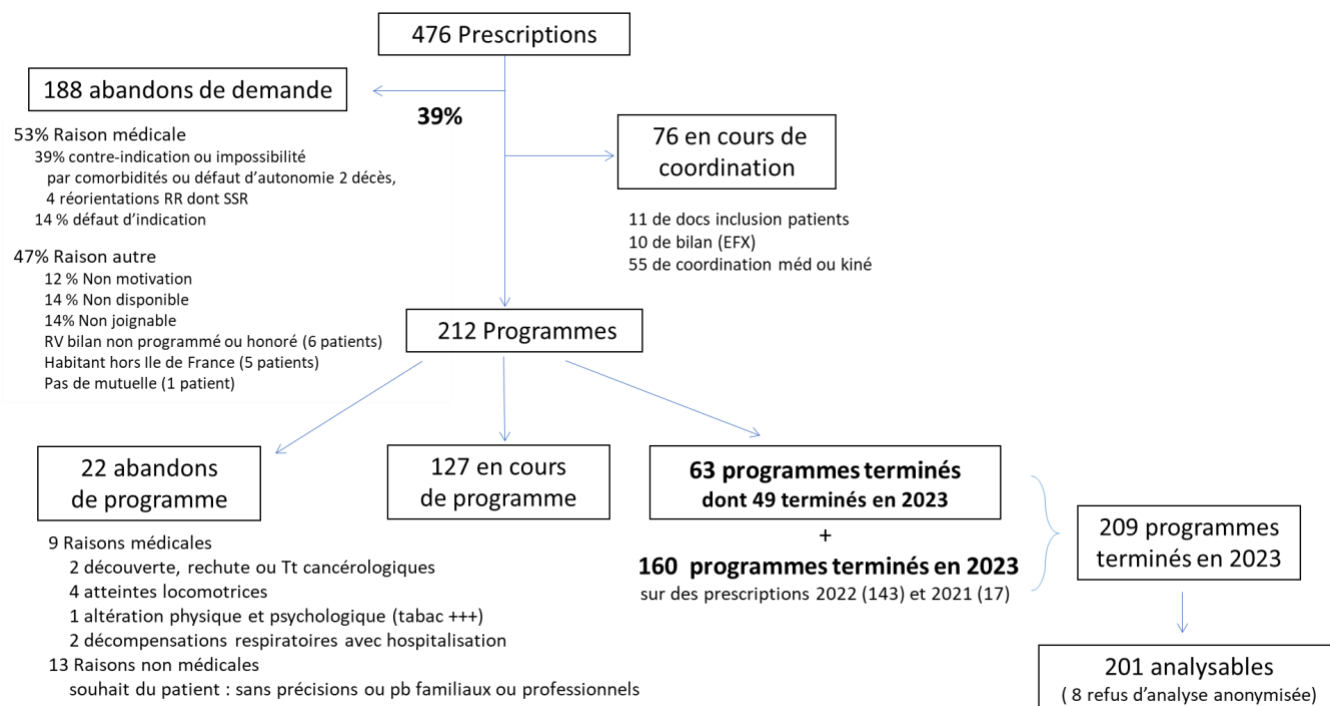 476 Prescriptions
188 abandons de demande
39%
53% Raison médicale
39% contre-indication ou impossibilité
par comorbidités ou défaut d'autonomie 2 décès,
4 réorientations RR dont SSR
14 % défaut d'indication
47% Raison autre
12 % Non motivation
14 % Non disponible
14% Non joignable
RV bilan non programmé ou honoré (6 patients)
Habitant hors Ile de France (5 patients)
Pas de mutuelle (1 patient)
76 en cours de
coordination
11 de docs inclusion patients
10 de bilan (EFX)
55 de coordination méd ou kiné
212 Programmes
22 abandons
de programme
9 Raisons médicales
2 découverte, rechute ou Tt cancérologiques
4 atteintes locomotrices
1 altération physique et psychologique (tabac +++)
2 décompensations respiratoires avec hospitalisation
13 Raisons non médicales
souhait du patient : sans précisions ou pb familiaux ou professionnels
127 en cours
de programme
63 programmes terminés
dont 49 terminés en 2023
+
160 programmes terminés en 2023
sur des prescriptions 2022 (143) et 2021 (17)
209 programmes
terminés en 2023
201 analysables
( 8 refus d'analyse anonymisée)